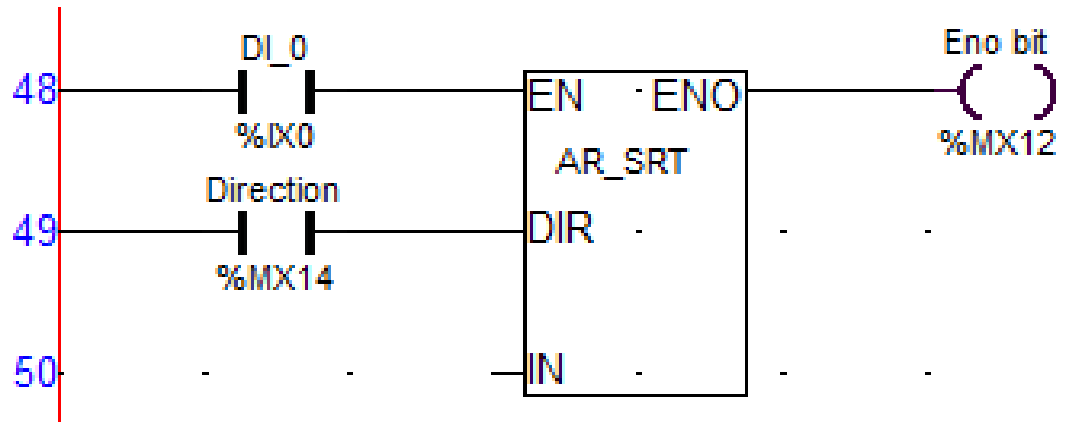 DI_0
Eno bit
48
EN
ENO
%IX0
%MX12
AR_SRT
Direction
49
DIR
%MX14
50
IN